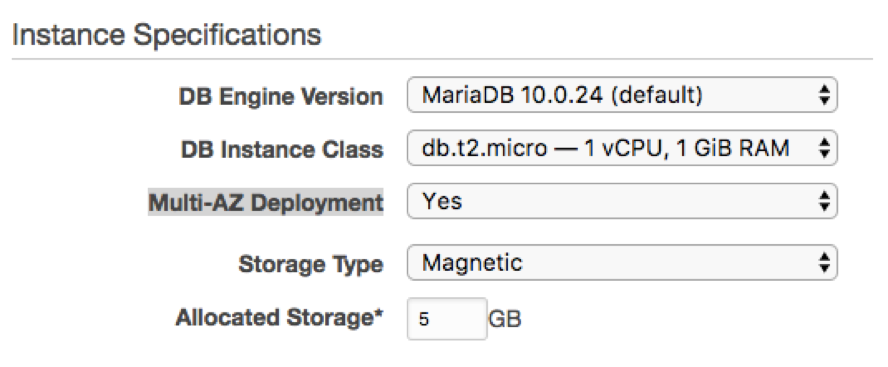 Instance Specifications
DB Engine Version MariaDB 10.0.24 (default)
DB Instance Class db.t2.micro — 1 vCPU, 1 GiB RAM
Multi-AZ Deployment Yes
Storage Type Magnetic
Allocated Storage* 5 GB